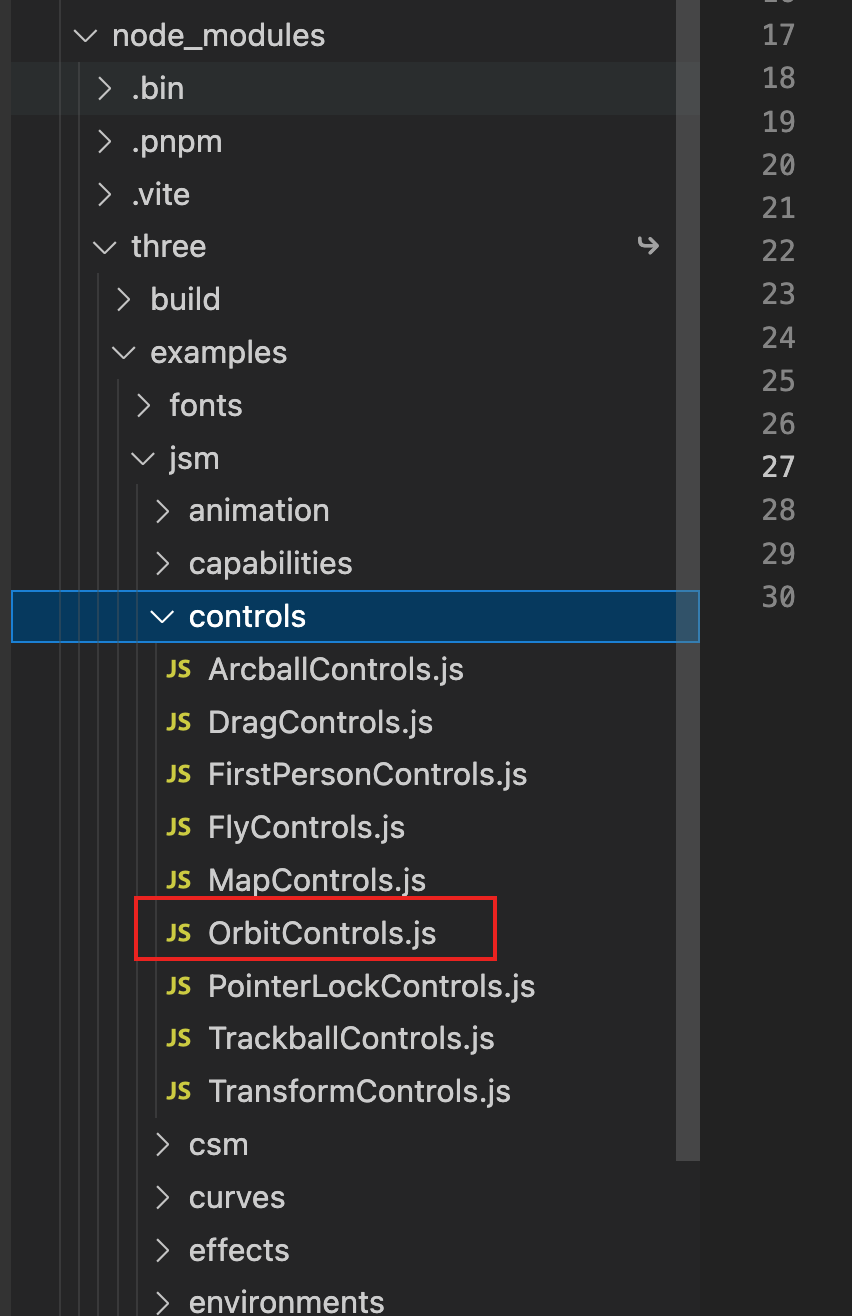 node_modules
.bin
.pnpm
.vite
three
build
examples
fonts
jsm
animation
capabilities
controls
JS ArcballControls.js
JS DragControls.js
JS FirstPersonControls.js
JS FlyControls.js
JS MapControls.js
JS OrbitControls.js
JS PointerLockControls.js
JS TrackballControls.js
JS TransformControls.js
csm
curves
effects
environments
17
18
19
20
21
22
23
24
25
26
27
28
29
30